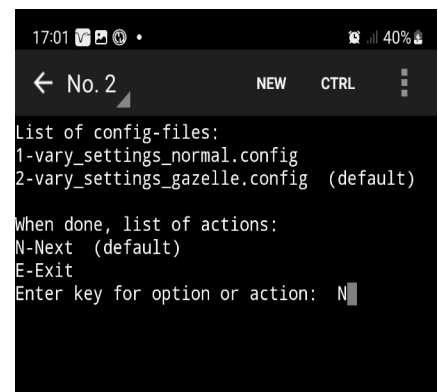 17:01 40%
No. 2 NEW CTRL
List of config-files:
1-vary_settings_normal.config
2-vary_settings_gazelle.config (default)
When done, list of actions:
N-Next (default)
E-Exit
Enter key for option or action: N